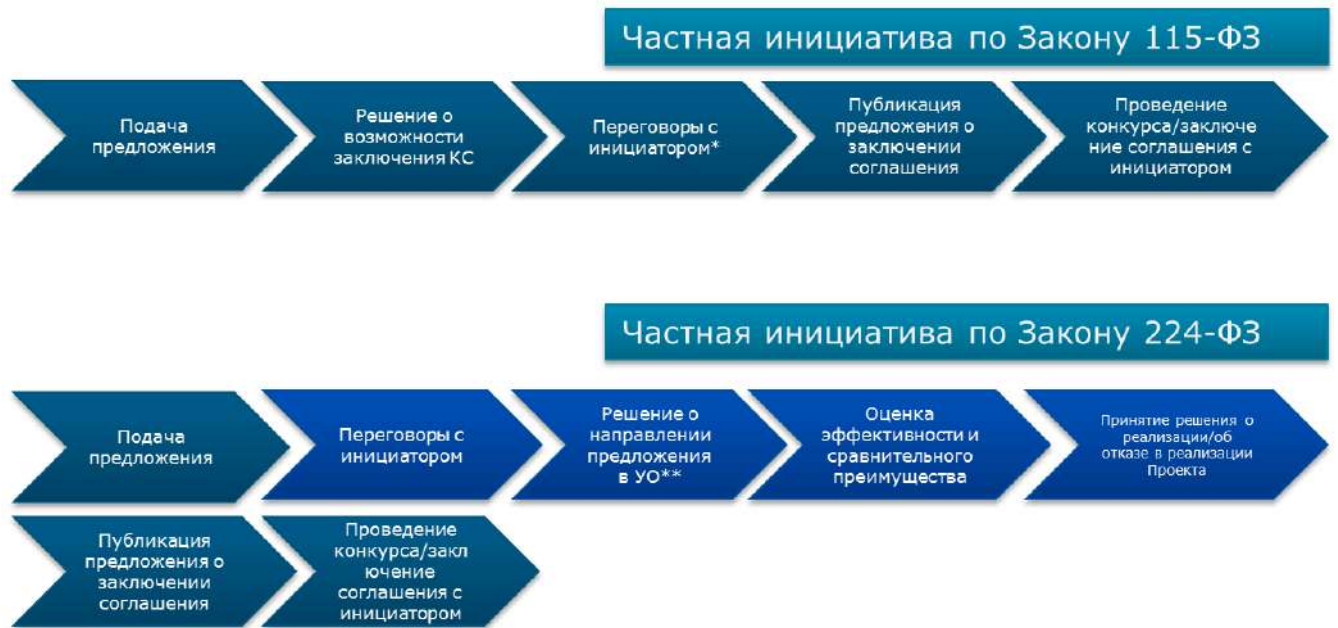 Частная инициатива по Закону 115-ФЗ
Подача
предложения
Решение о
возможности
заключения КС
Переговоры с
инициатором*
Публикация
предложения о
заключении
соглашения
Проведение
конкурса/заключе
ние соглашения с
инициатором
Частная инициатива по Закону 224-ФЗ
Подача
предложения
Переговоры с
инициатором
Решение о
направлении
предложения
в УО**
Оценка
эффективности и
сравнительного
преимущества
Принятие решения о
реализации/об
отказе в реализации
Проекта
Публикация
предложения о
заключении
соглашения
Проведение
конкурса/закл
ючение
соглашения с
инициатором